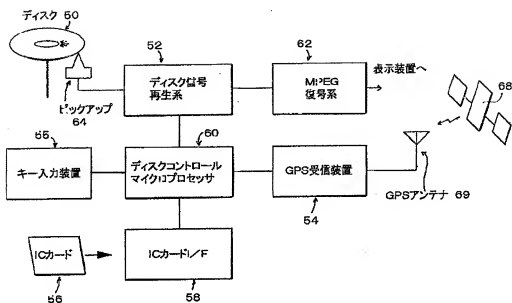 ディスク 50
52
ディスク信号
再生系
62
MPEG
復号系
表示装置へ
68
ピックアップ
64
66
キー入力装置
60
ディスクコントロール
マイクロプロセッサ
GPS受信装置
54
GPSアンテナ 69
ICカード
56
ICカードI/F
58